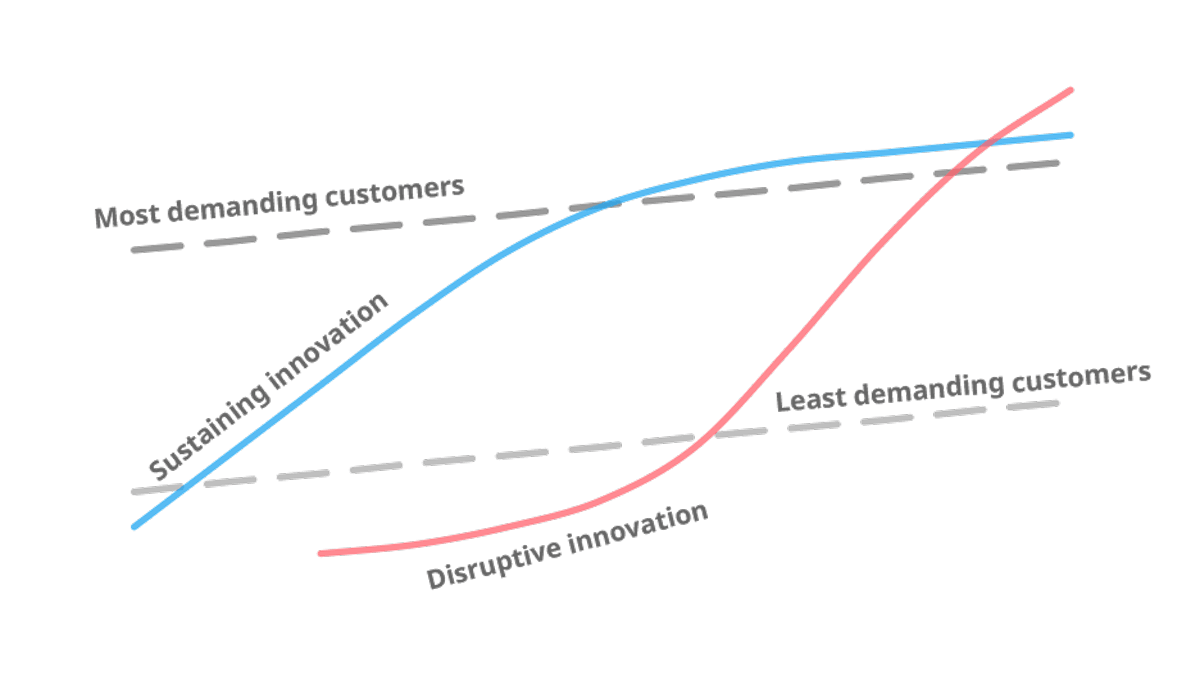 Most demanding customers
Sustaining innovation
Least demanding customers
Disruptive innovation